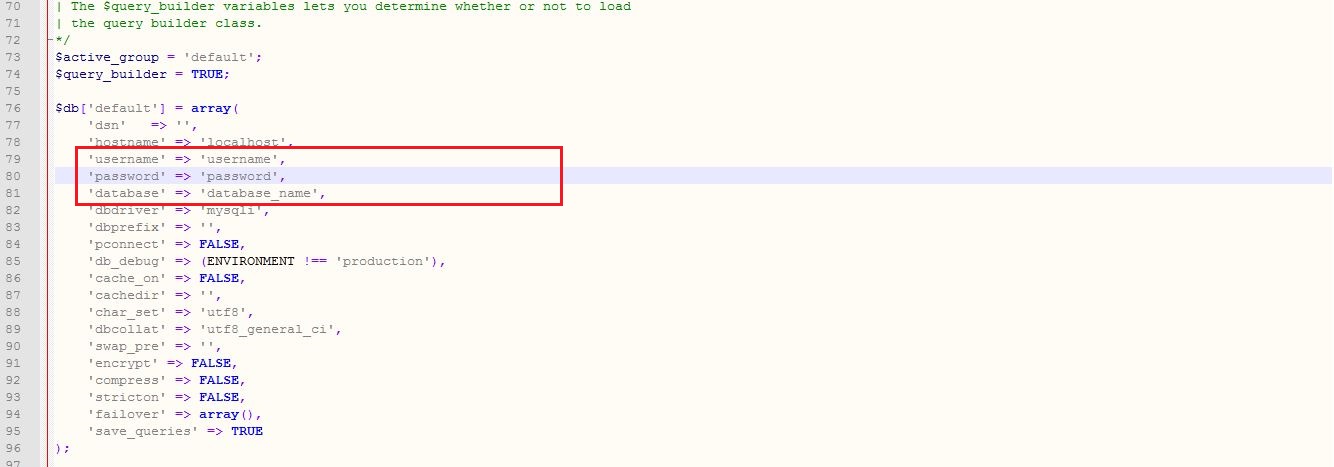 70 | The $query_builder variables lets you determine whether or not to load
71 | the query builder class.
72 */
73 $active_group = 'default';
74 $query_builder = TRUE;
75
76 $db['default'] = array(
77     'dsn'   => '',
78     'hostname' => 'localhost',
79     'username' => 'username',
80     'password' => 'password',
81     'database' => 'database_name',
82     'dbdriver' => 'mysqli',
83     'dbprefix' => '',
84     'pconnect' => FALSE,
85     'db_debug' => (ENVIRONMENT !== 'production'),
86     'cache_on' => FALSE,
87     'cachedir' => '',
88     'char_set' => 'utf8',
89     'dbcollat' => 'utf8_general_ci',
90     'swap_pre' => '',
91     'encrypt' => FALSE,
92     'compress' => FALSE,
93     'stricton' => FALSE,
94     'failover' => array(),
95     'save_queries' => TRUE
96 );
97